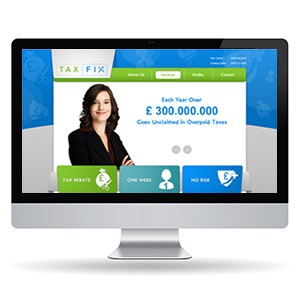 TAX FIX
About Us
Services
Contact
Each Year Over
£ 300.000.000
Goes Unclaimed In Overpaid Taxes
TAX REBATE
ONE WEEK
NO RISK